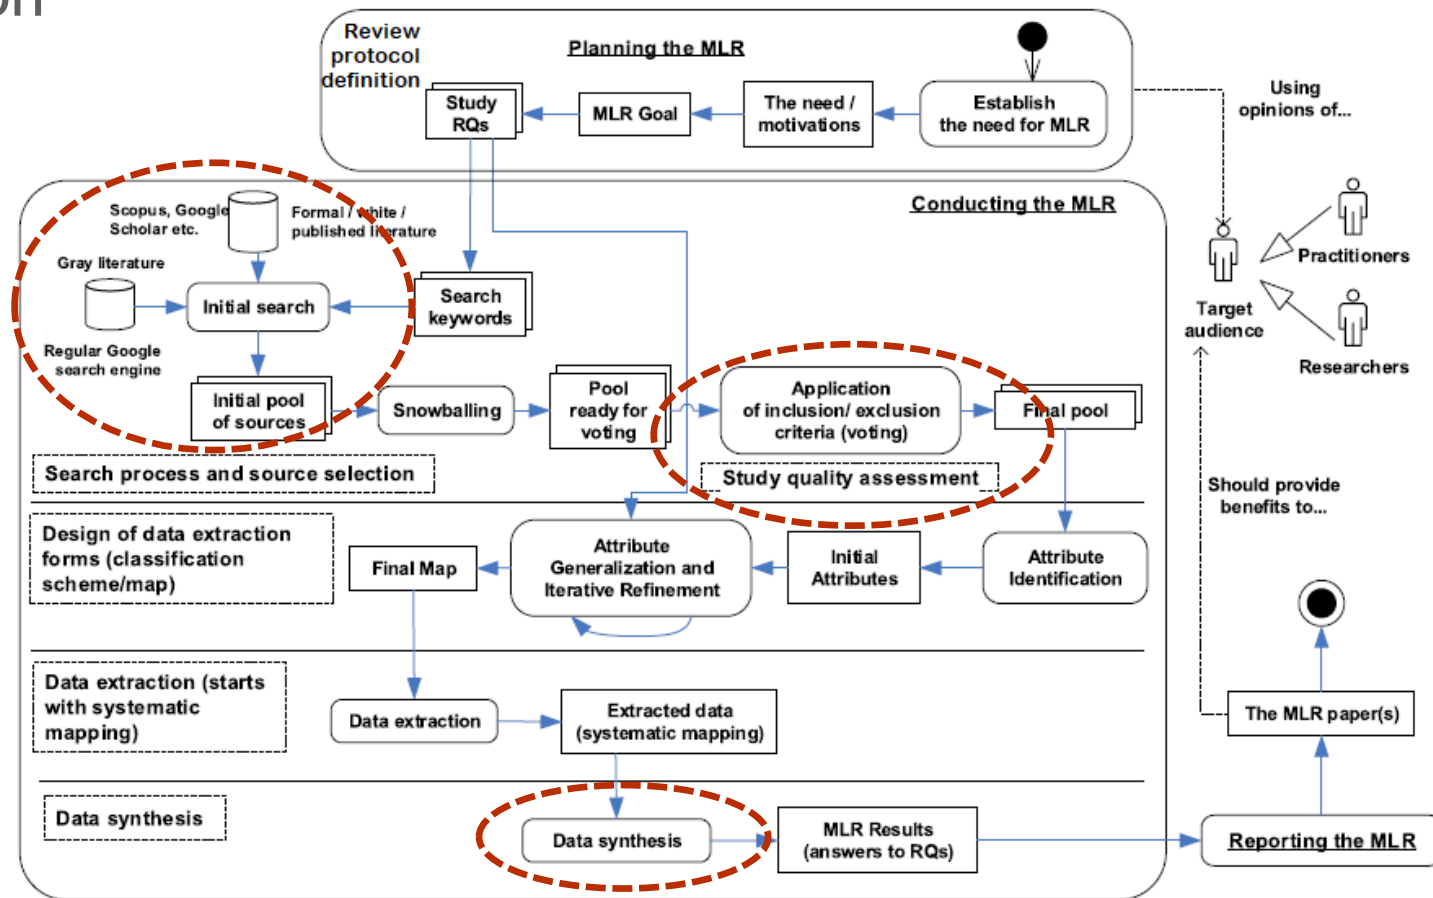 Review
protocol
definition
Planning the MLR
Study
RQs
MLR Goal
The need /
motivations
Establish
the need for MLR
Using
opinions of...
Conducting the MLR
Scopus, Google
Scholar etc.
Formal / white /
published literature
Gray literature
Initial search
Search
keywords
Regular Google
search engine
Initial pool
of sources
Snowballing
Pool
ready for
voting
Application
of inclusion/ exclusion
criteria (voting)
Final pool
Practitioners
Target
audience
Researchers
Search process and source selection
Study quality assessment
Should provide
benefits to...
Design of data extraction
forms (classification
scheme/map)
Final Map
Attribute
Generalization and
Iterative Refinement
Initial
Attributes
Attribute
Identification
Data extraction (starts
with systematic
mapping)
Data extraction
Extracted data
(systematic mapping)
The MLR paper(s)
Data synthesis
Data synthesis
MLR Results
(answers to RQs)
Reporting the MLR